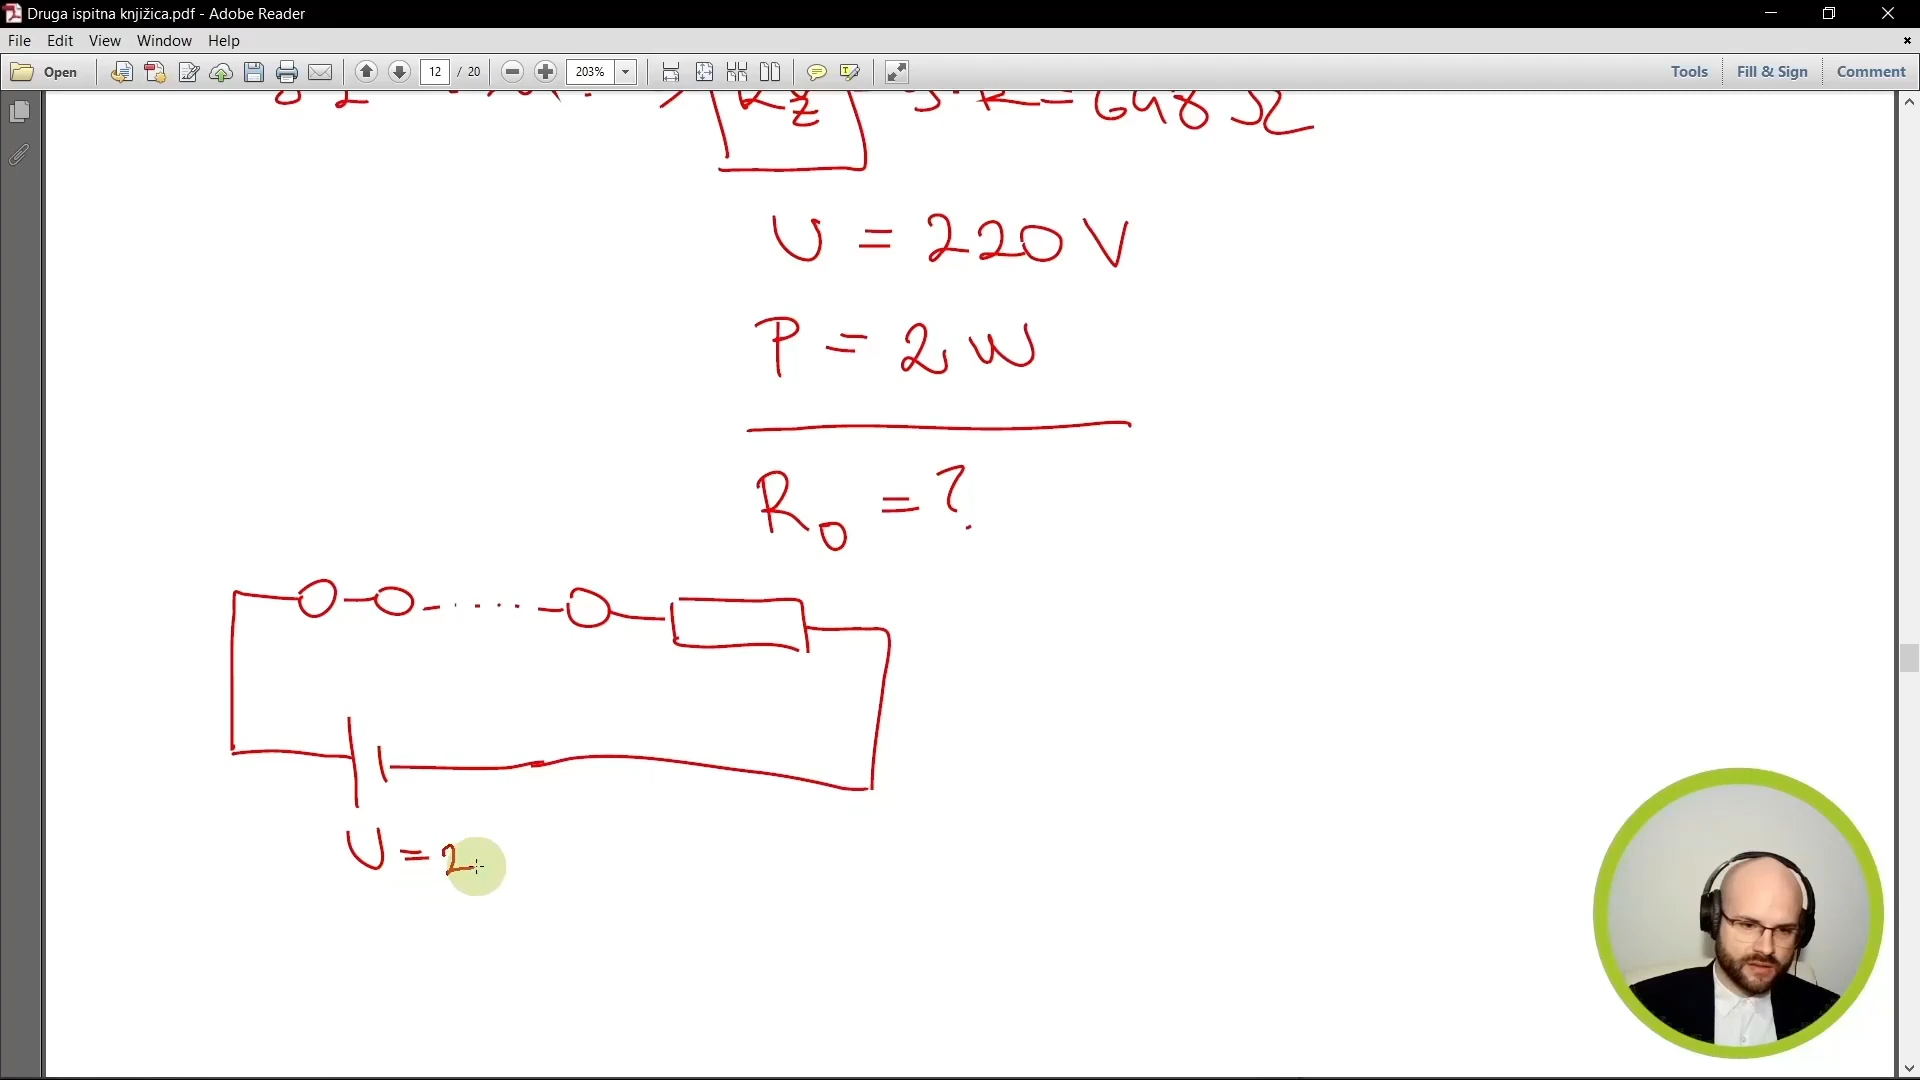 Druga ispitna knjižica.pdf - Adobe Reader
File Edit View Window Help
Open 12 / 20 203% Tools Fill & Sign Comment
U = 220 V
P = 2 W
R₀ = ?
U = 2